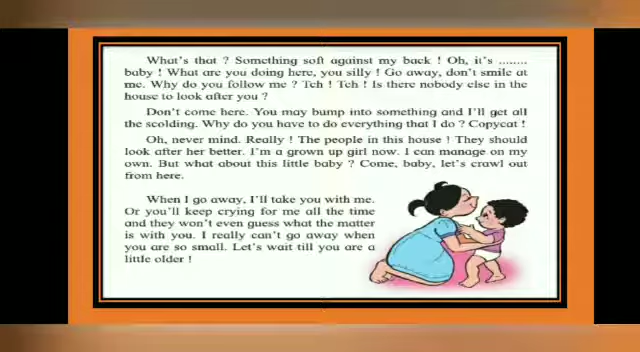 What's that ? Something soft against my back ! Oh, it's ........
baby ! What are you doing here, you silly ! Go away, don't smile at
me. Why do you follow me ? Tch ! Tch ! Is there nobody else in the
house to look after you ?
Don't come here. You may bump into something and I'll get all
the scolding. Why do you have to do everything that I do ? Copycat !
Oh, never mind. Really ! The people in this house ! They should
look after her better. I'm a grown up girl now. I can manage on my
own. But what about this little baby ? Come, baby, let's crawl out
from here.
When I go away, I'll take you with me.
Or you'll keep crying for me all the time
and they won't even guess what the matter
is with you. I really can't go away when
you are so small. Let's wait till you are a
little older !